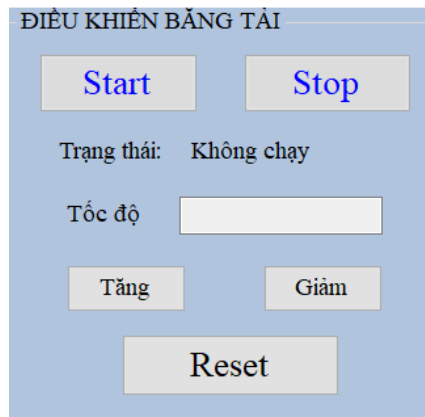 ĐIỀU KHIỂN BĂNG TẢI
Start Stop
Trạng thái: Không chạy
Tốc độ
Tăng Giảm
Reset